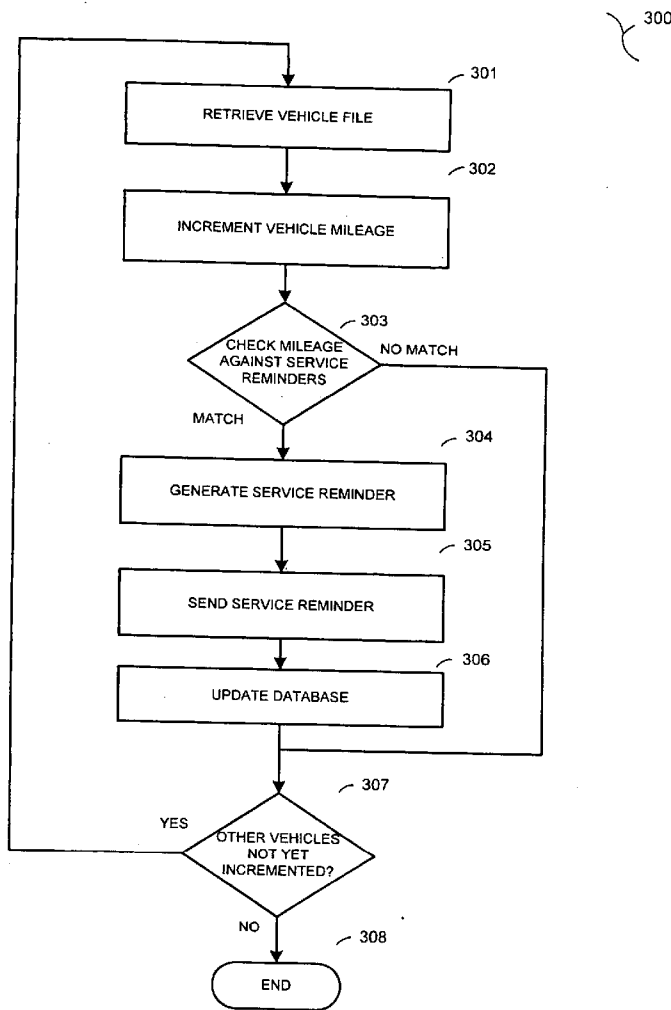 300
301
RETRIEVE VEHICLE FILE
302
INCREMENT VEHICLE MILEAGE
303
CHECK MILEAGE
AGAINST SERVICE
REMINDERS
NO MATCH
MATCH
304
GENERATE SERVICE REMINDER
305
SEND SERVICE REMINDER
306
UPDATE DATABASE
307
YES
OTHER VEHICLES
NOT YET
INCREMENTED?
NO
308
END